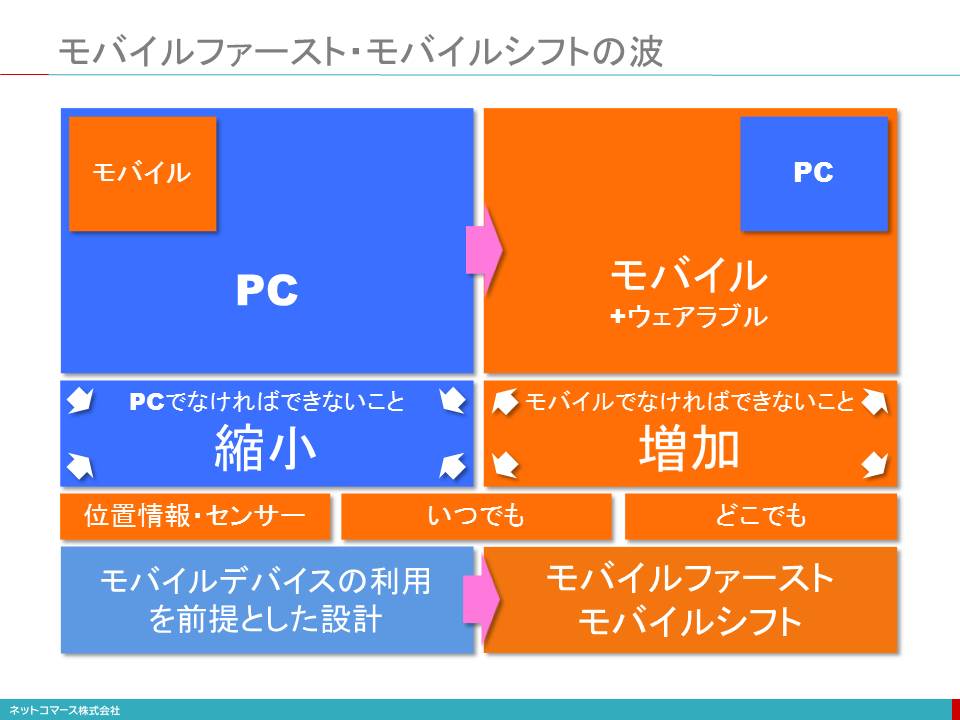 モバイルファースト・モバイルシフトの波
モバイル
PC
PC
モバイル
+ウェアラブル
PCでなければできないこと
縮小
モバイルでなければできないこと
増加
位置情報・センサー
いつでも
どこでも
モバイルデバイスの利用
を前提とした設計
モバイルファースト
モバイルシフト
ネットコマース株式会社